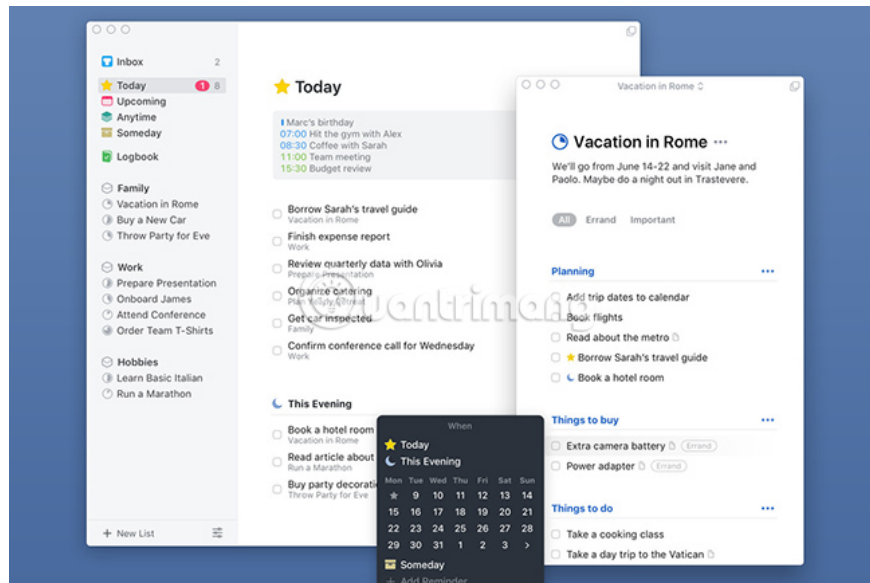 Inbox 2
Today 1 8
Upcoming
Anytime
Someday
Logbook
Family
Vacation in Rome
Buy a New Car
Throw Party for Eve
Work
Prepare Presentation
Onboard James
Attend Conference
Order Team T-Shirts
Hobbies
Learn Basic Italian
Run a Marathon
+ New List
Today
Marc's birthday
07:00 Hit the gym with Alex
08:30 Coffee with Sarah
11:00 Team meeting
15:30 Budget review
Borrow Sarah's travel guide
Vacation in Rome
Finish expense report
Work
Review quarterly data with Olivia
Prepare Presentation
Organize catering
Plan
Get car inspected
Family
Confirm conference call for Wednesday
Work
This Evening
Book a hotel room
Vacation in Rome
Read article about
Run a Marathon
Buy party decorati
Throw Party for Eve
When
Today
This Evening
Mon Tue Wed Thu Fri Sat Sun
9 10 11 12 13 14
15 16 17 18 19 20 21
22 23 24 25 26 27 28
29 30 31 1 2 3 >
Someday
+ Add Reminder
Vacation in Rome
Vacation in Rome
We'll go from June 14-22 and visit Jane and
Paolo. Maybe do a night out in Trastevere.
All Errand Important
Planning
Add trip dates to calendar
Book flights
Read about the metro
Borrow Sarah's travel guide
Book a hotel room
Things to buy
Extra camera battery Errand
Power adapter Errand
Things to do
Take a cooking class
Take a day trip to the Vatican
Quantrimang